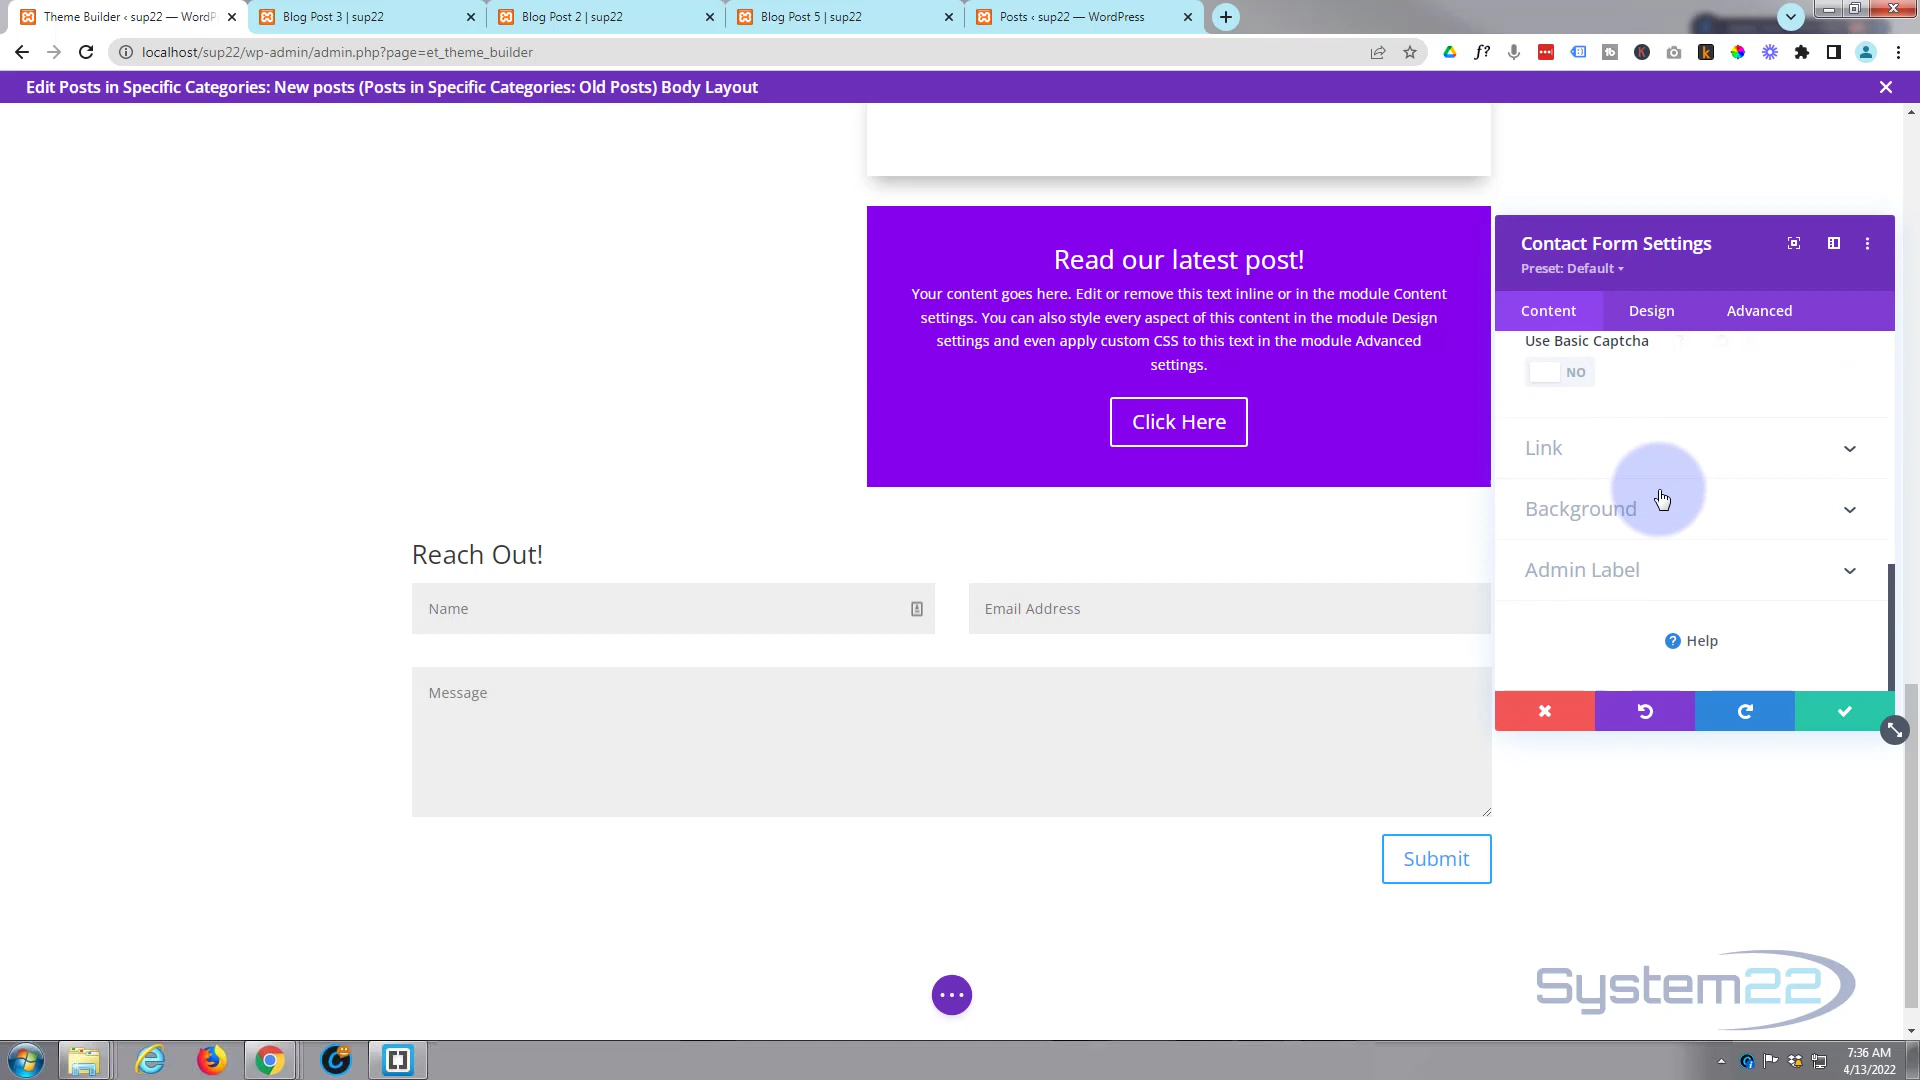 Theme Builder ‹ sup22 — WordP
Blog Post 3 | sup22
Blog Post 2 | sup22
Blog Post 5 | sup22
Posts ‹ sup22 — WordPress
localhost/sup22/wp-admin/admin.php?page=et_theme_builder
Edit Posts in Specific Categories: New posts (Posts in Specific Categories: Old Posts) Body Layout
Read our latest post!
Your content goes here. Edit or remove this text inline or in the module Content
settings. You can also style every aspect of this content in the module Design
settings and even apply custom CSS to this text in the module Advanced
settings.
Click Here
Contact Form Settings
Preset: Default
Content
Design
Advanced
Use Basic Captcha
NO
Link
Background
Admin Label
Help
Reach Out!
Name
Email Address
Message
Submit
System22
7:36 AM
4/13/2022